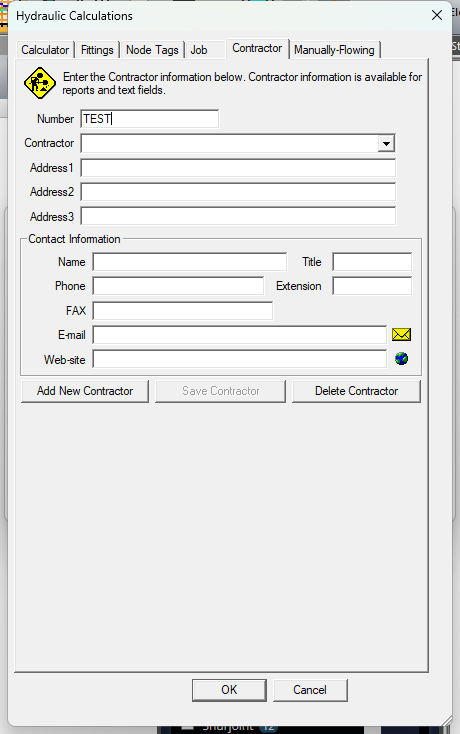 Hydraulic Calculations
Calculator Fittings Node Tags Job Contractor Manually-Flowing
Enter the Contractor information below. Contractor information is available for
reports and text fields.
Number TEST
Contractor
Address1
Address2
Address3
Contact Information
Name Title
Phone Extension
FAX
E-mail
Web-site
Add New Contractor Save Contractor Delete Contractor
OK Cancel
12